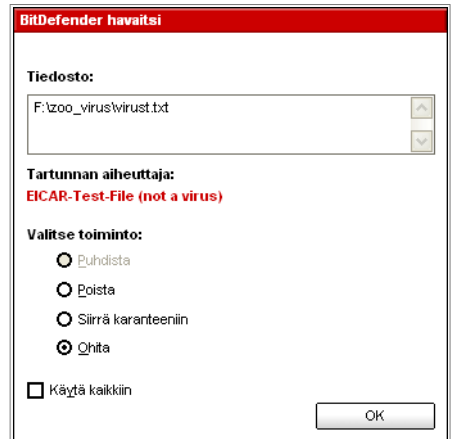 BitDefender havaitsi
Tiedosto:
F:\zoo_virus\virust.txt
Tartunnan aiheuttaja:
EICAR-Test-File (not a virus)
Valitse toiminto:
Puhdista
Poista
Siirrä karanteeniin
Ohita
Käytä kaikkiin
OK